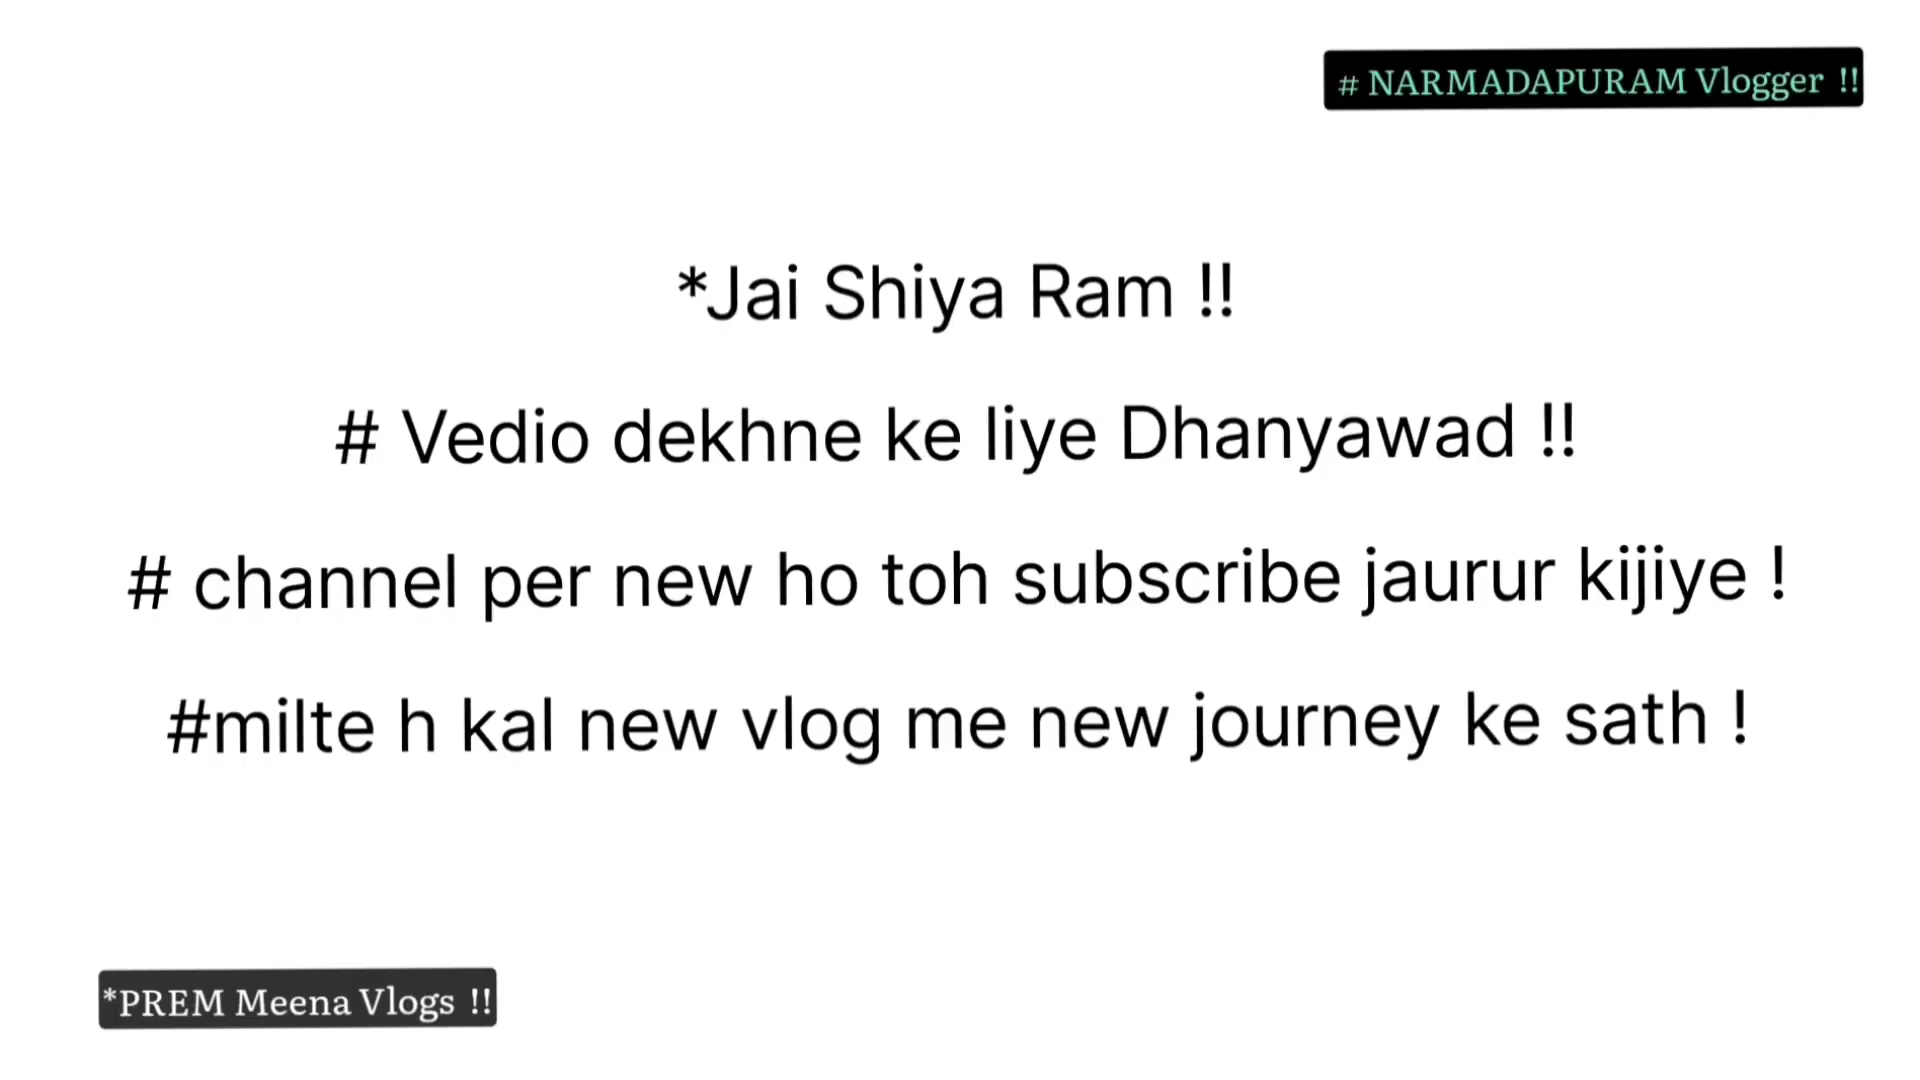 # NARMADAPURAM Vlogger !!
*Jai Shiya Ram !!
# Vedio dekhne ke liye Dhanyawad !!
# channel per new ho toh subscribe jaurur kijiye !
#milte h kal new vlog me new journey ke sath !
*PREM Meena Vlogs !!